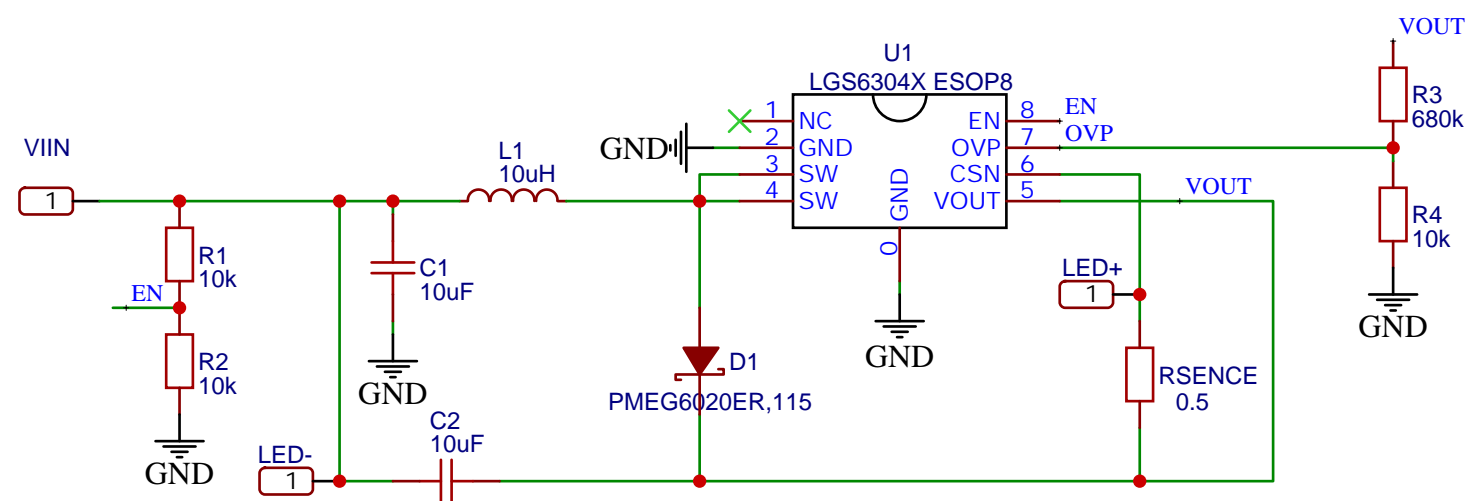 VOUT
U1
LGS6304X ESOP8
R3
680k
1 NC EN 8 EN
2 GND OVP 7 OVP
3 SW CSN 6
4 SW VOUT 5 VOUT
GND
0
GND
VIIN
1
L1
10uH
R1
10k
C1
10uF
EN
R2
10k
GND
GND
LED+
1
R4
10k
GND
GND
D1
PMEG6020ER,115
RSENCE
0.5
C2
10uF
LED-
1